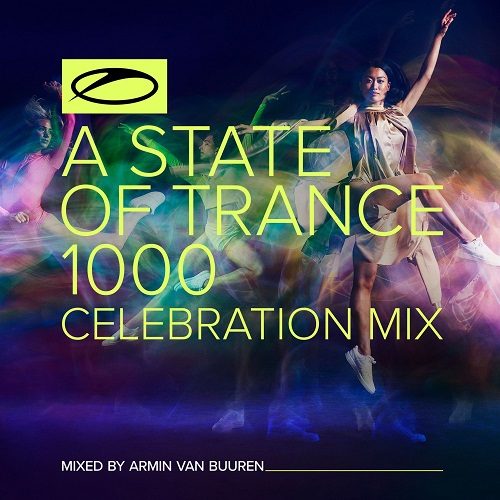 A STATE
OF TRANCE
1000
CELEBRATION MIX
MIXED BY ARMIN VAN BUUREN